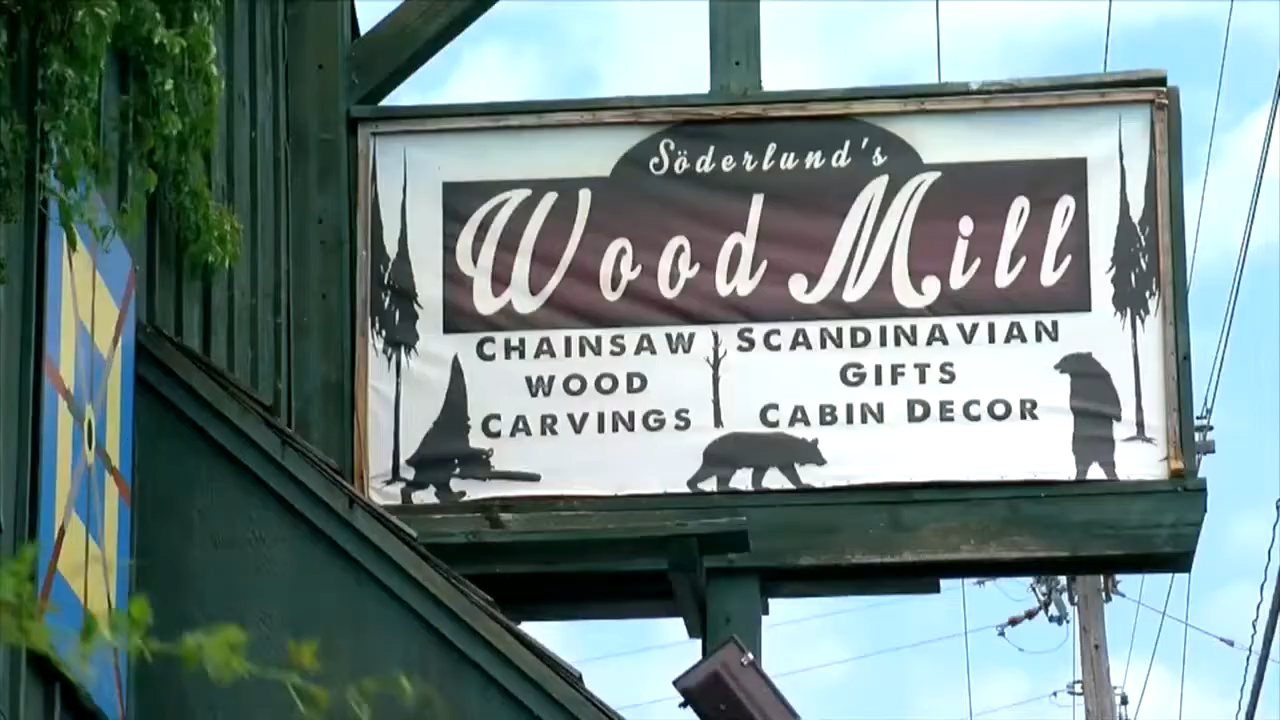 Söderlund's
Wood Mill
CHAINSAW
WOOD
CARVINGS
SCANDINAVIAN
GIFTS
CABIN DECOR